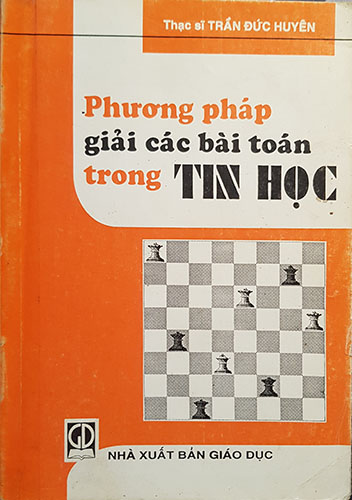 Thạc sĩ TRẦN ĐỨC HUYÊN
Phương pháp
giải các bài toán
trong TIN HỌC
GD
NHÀ XUẤT BẢN GIÁO DỤC